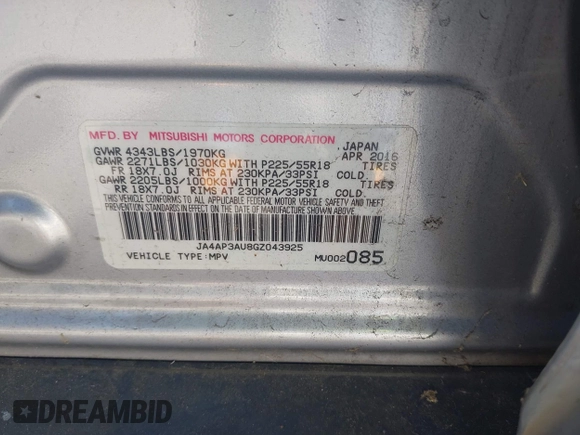 MFD. BY MITSUBISHI MOTORS CORPORATION
JAPAN
GVWR 4343LBS/1970KG APR 2016
GAWR 2271LBS/1030KG WITH P225/55R18 TIRES
FR 18X7.0J RIMS AT 230KPA/33PSI COLD
GAWR 2205LBS/1000KG WITH P225/55R18 TIRES
RR 18X7.0J RIMS AT 230KPA/33PSI COLD
THIS VEHICLE CONFORMS TO ALL APPLICABLE FEDERAL MOTOR
VEHICLE SAFETY AND THEFT PREVENTION STANDARDS IN EFFECT ON
THE DATE OF MANUFACTURE SHOWN ABOVE.
JA4AP3AU8GZ043925
VEHICLE TYPE:MPV MU002085
DREAMBID